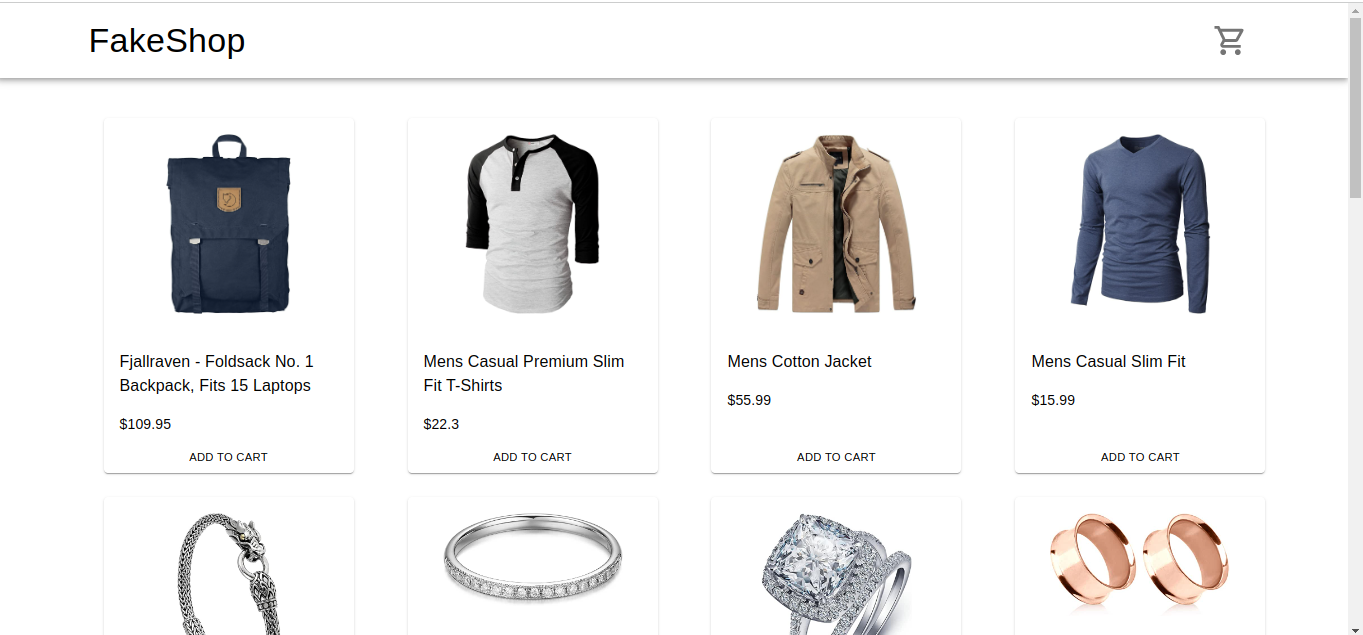 FakeShop
Fjallraven - Foldsack No. 1
Backpack, Fits 15 Laptops
$109.95
ADD TO CART
Mens Casual Premium Slim
Fit T-Shirts
$22.3
ADD TO CART
Mens Cotton Jacket
$55.99
ADD TO CART
Mens Casual Slim Fit
$15.99
ADD TO CART